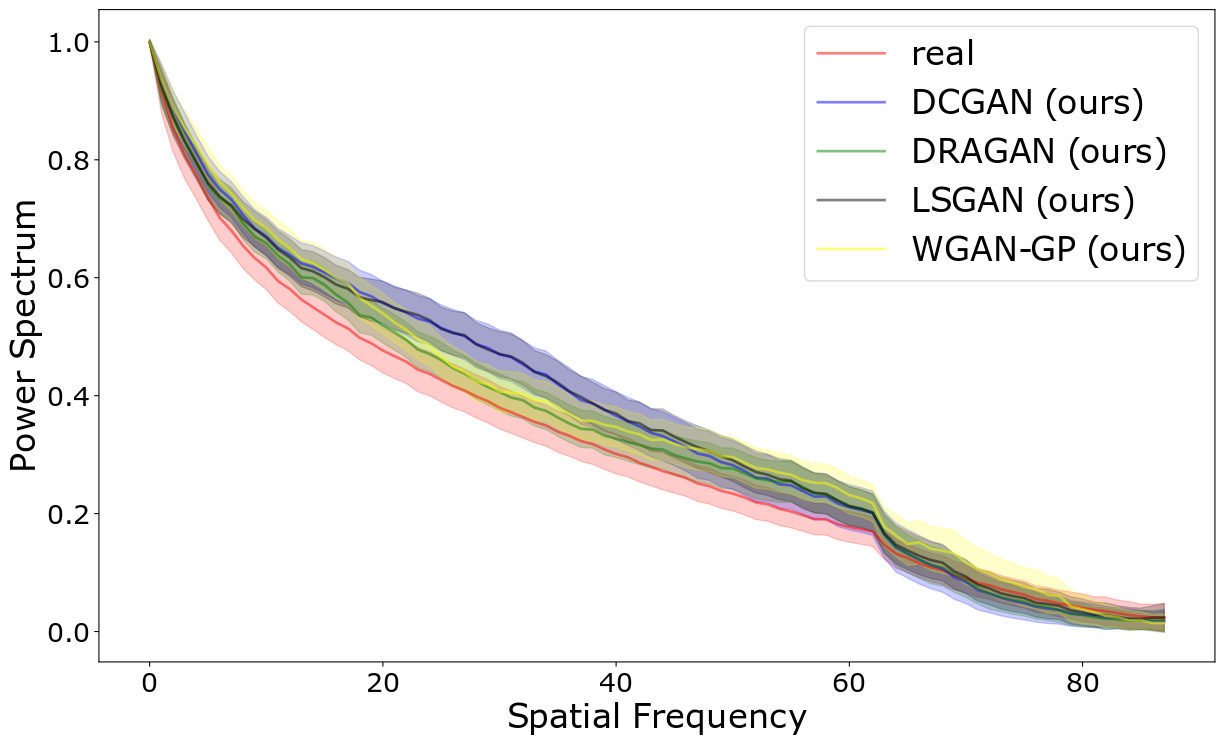 1.0
0.8
0.6
0.4
0.2
0.0
Power Spectrum
0 20 40 60 80
Spatial Frequency
real
DCGAN (ours)
DRAGAN (ours)
LSGAN (ours)
WGAN-GP (ours)